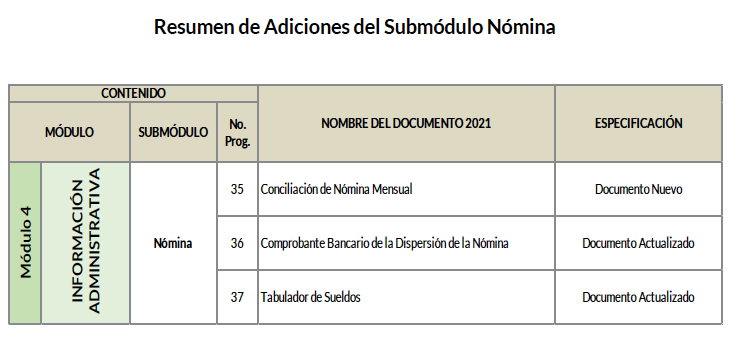 Resumen de Adiciones del Submódulo Nómina
CONTENIDO
MÓDULO
SUBMÓDULO
No.
Prog.
NOMBRE DEL DOCUMENTO 2021
ESPECIFICACIÓN
Módulo 4
INFORMACIÓN
ADMINISTRATIVA
Nómina
35 Conciliación de Nómina Mensual Documento Nuevo
36 Comprobante Bancario de la Dispersión de la Nómina Documento Actualizado
37 Tabulador de Sueldos Documento Actualizado